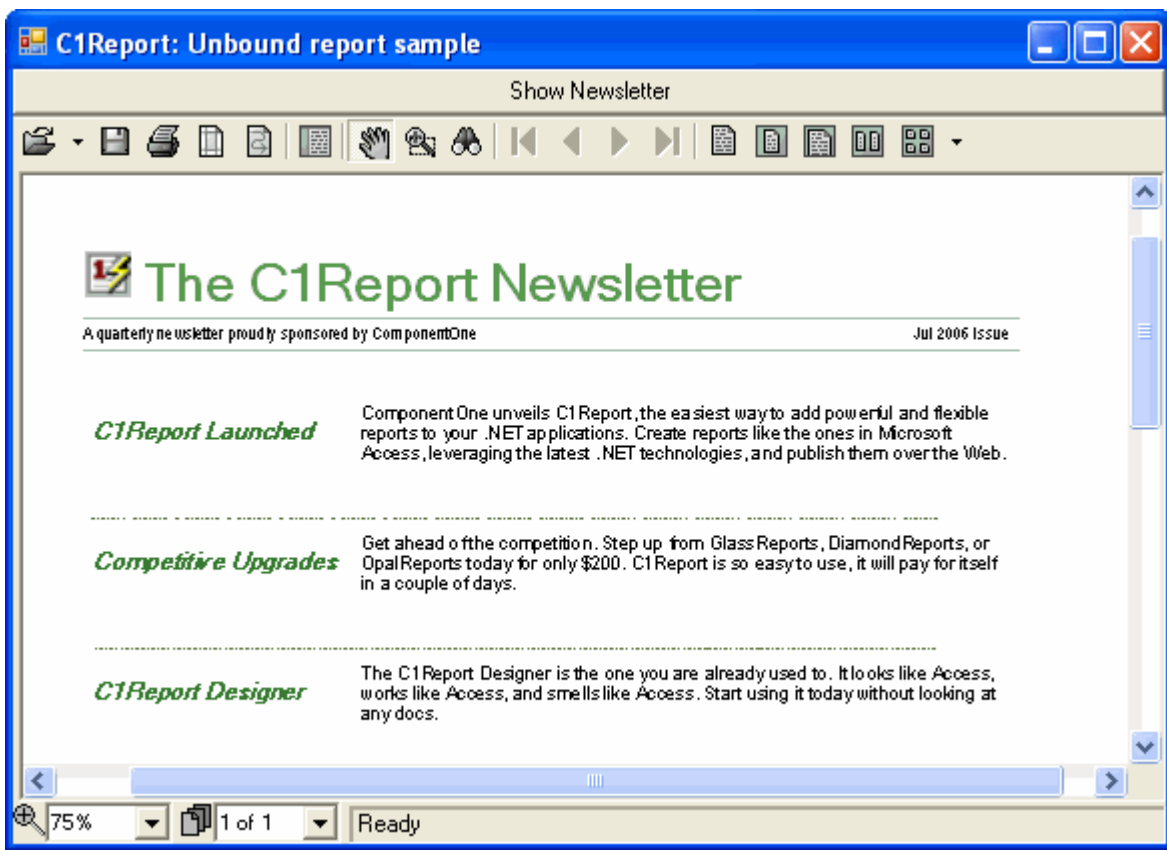 C1Report: Unbound report sample
Show Newsletter
The C1Report Newsletter
A quarterly newsletter proudly sponsored by ComponentOne
Jul 2006 Issue
C1Report Launched
ComponentOne unveils C1Report, the easiest way to add powerful and flexible
reports to your .NET applications. Create reports like the ones in Microsoft
Access, leveraging the latest .NET technologies, and publish them over the Web.
Competitive Upgrades
Get ahead of the competition. Step up from GlassReports, DiamondReports, or
OpalReports today for only $200. C1Report is so easy to use, it will pay for itself
in a couple of days.
C1Report Designer
The C1Report Designer is the one you are already used to. It looks like Access,
works like Access, and smells like Access. Start using it today without looking at
any docs.
75%
1 of 1
Ready